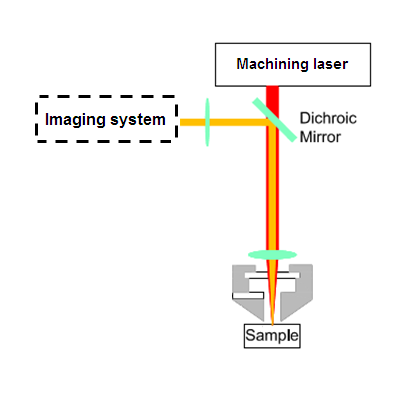 Machining laser
Imaging system
Dichroic
Mirror
Sample